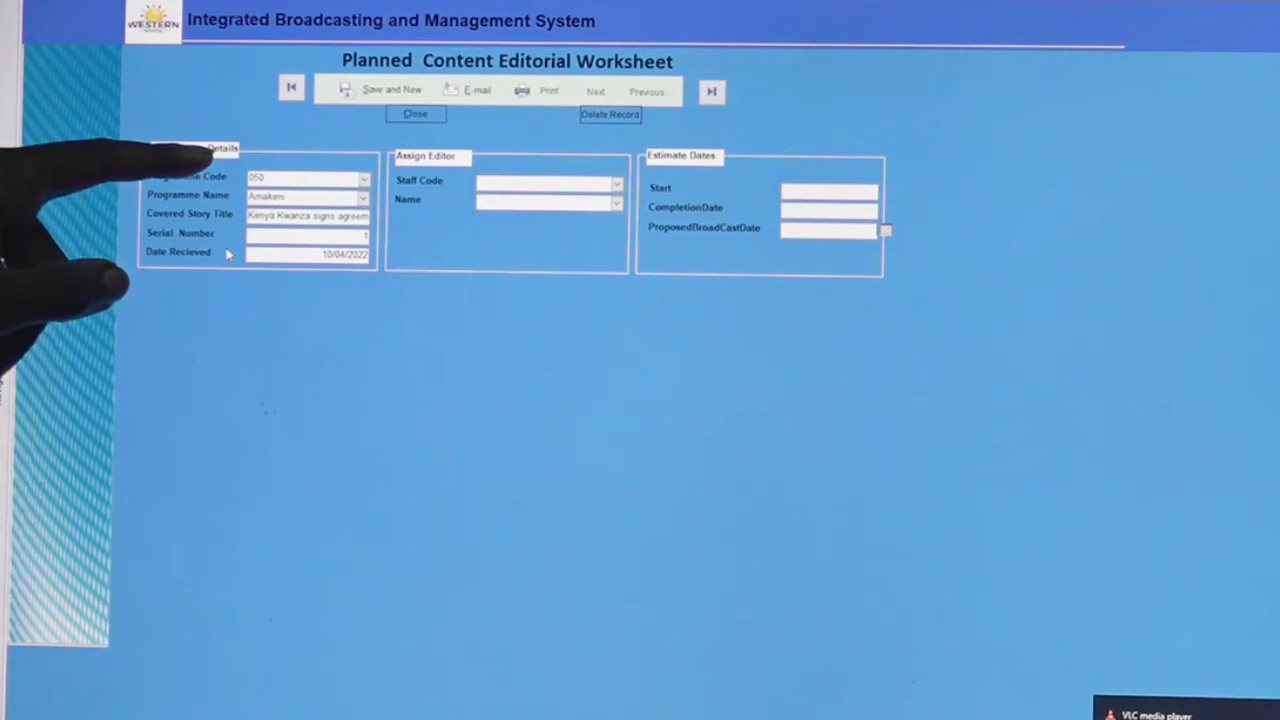 WESTERN
Integrated Broadcasting and Management System
Planned Content Editorial Worksheet
Save and New E-mail Print Next Previous
Close Delete Record
Details
Code 050
Programme Name Amakeni
Covered Story Title Kenya Kwanza signs agreem
Serial Number 1
Date Recieved 10/04/2022
Assign Editor
Staff Code
Name
Estimate Dates
Start
CompletionDate
ProposedBroadCastDate
VLC media player